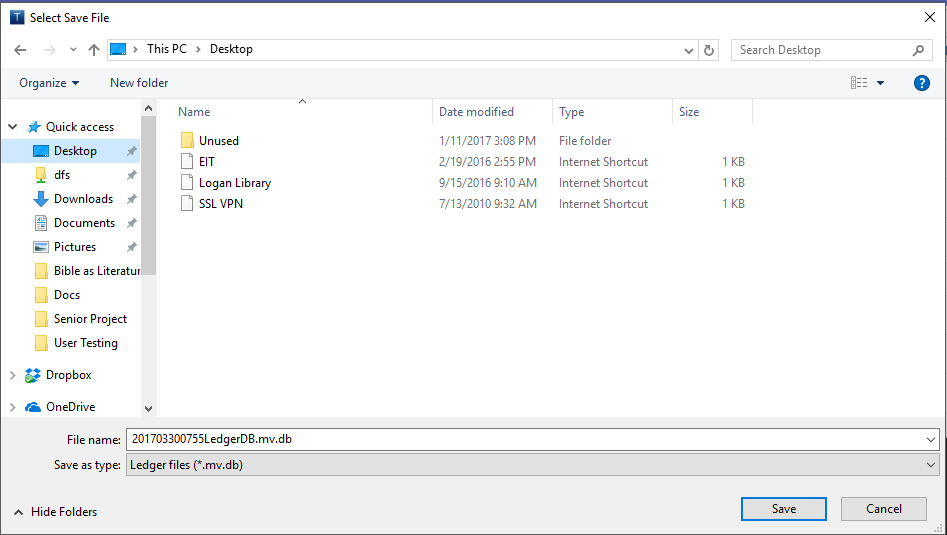 Select Save File
This PC > Desktop
Search Desktop
Organize
New folder
?
Name Date modified Type Size
Quick access
Desktop
dfs
Downloads
Documents
Pictures
Bible as Literatur
Docs
Senior Project
User Testing
Dropbox
OneDrive
Unused 1/11/2017 3:08 PM File folder
EIT 2/19/2016 2:55 PM Internet Shortcut 1 KB
Logan Library 9/15/2016 9:10 AM Internet Shortcut 1 KB
SSL VPN 7/13/2010 9:32 AM Internet Shortcut 1 KB
File name: 201703300755LedgerDB.mv.db
Save as type: Ledger files (*.mv.db)
Hide Folders
Save Cancel